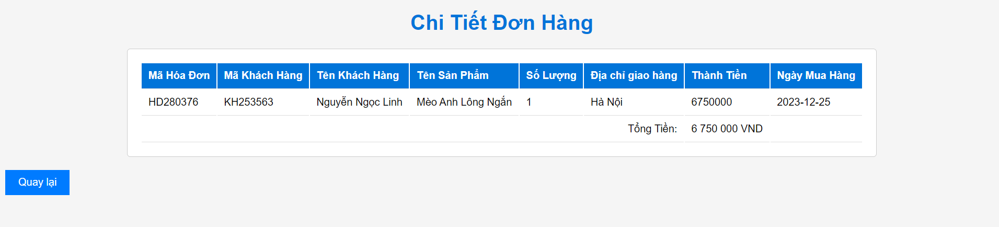 Chi Tiết Đơn Hàng
Mã Hóa Đơn Mã Khách Hàng Tên Khách Hàng Tên Sản Phẩm Số Lượng Địa chỉ giao hàng Thành Tiền Ngày Mua Hàng
HD280376 KH253563 Nguyễn Ngọc Linh Mèo Anh Lông Ngắn 1 Hà Nội 6750000 2023-12-25
Tổng Tiền: 6 750 000 VND
Quay lại